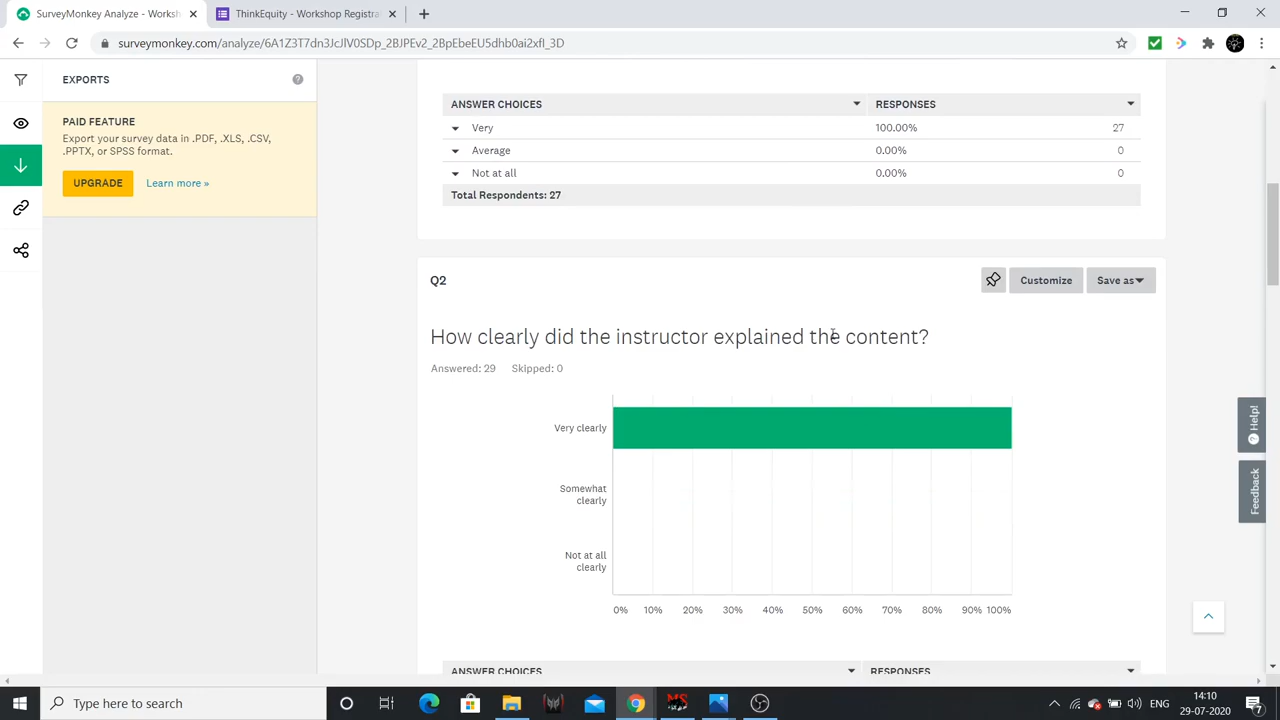 SurveyMonkey Analyze - Worksh
ThinkEquity - Workshop Registra
surveymonkey.com/analyze/6A1Z3T7dn3JcJlV0SDp_2BJPEv2_2BpEbeEU5dhb0ai2xfI_3D
EXPORTS
PAID FEATURE
Export your survey data in .PDF, .XLS, .CSV,
.PPTX, or SPSS format.
UPGRADE Learn more »
ANSWER CHOICES RESPONSES
Very 100.00% 27
Average 0.00% 0
Not at all 0.00% 0
Total Respondents: 27
Q2
Customize Save as
How clearly did the instructor explained the content?
Answered: 29 Skipped: 0
Very clearly
Somewhat
clearly
Not at all
clearly
0% 10% 20% 30% 40% 50% 60% 70% 80% 90% 100%
ANSWER CHOICES RESPONSES
Help!
Feedback
Type here to search
ENG
14:10
29-07-2020
7